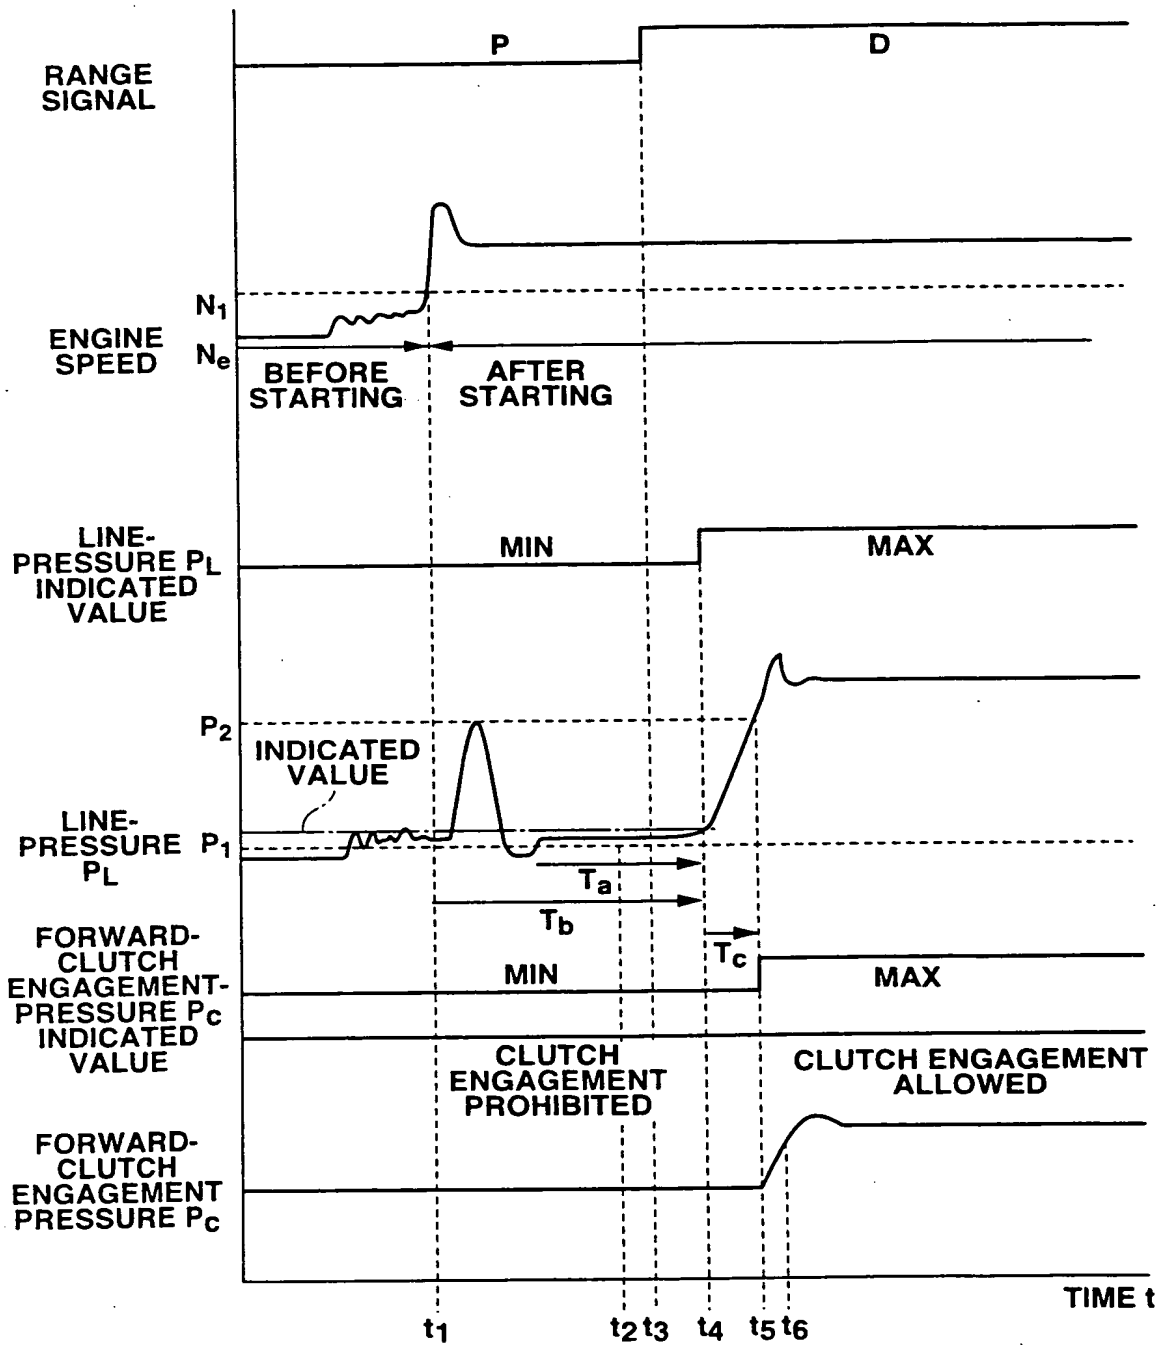 P
D
RANGE
SIGNAL
N1
ENGINE
SPEED
Ne
BEFORE
STARTING
AFTER
STARTING
LINE-
PRESSURE PL
INDICATED
VALUE
MIN
MAX
P2
INDICATED
VALUE
LINE-
PRESSURE
PL
P1
Ta
Tb
Tc
FORWARD-
CLUTCH
ENGAGEMENT-
PRESSURE Pc
INDICATED
VALUE
MIN
MAX
CLUTCH
ENGAGEMENT
PROHIBITED
CLUTCH ENGAGEMENT
ALLOWED
FORWARD-
CLUTCH
ENGAGEMENT
PRESSURE Pc
TIME t
t1
t2
t3
t4
t5
t6